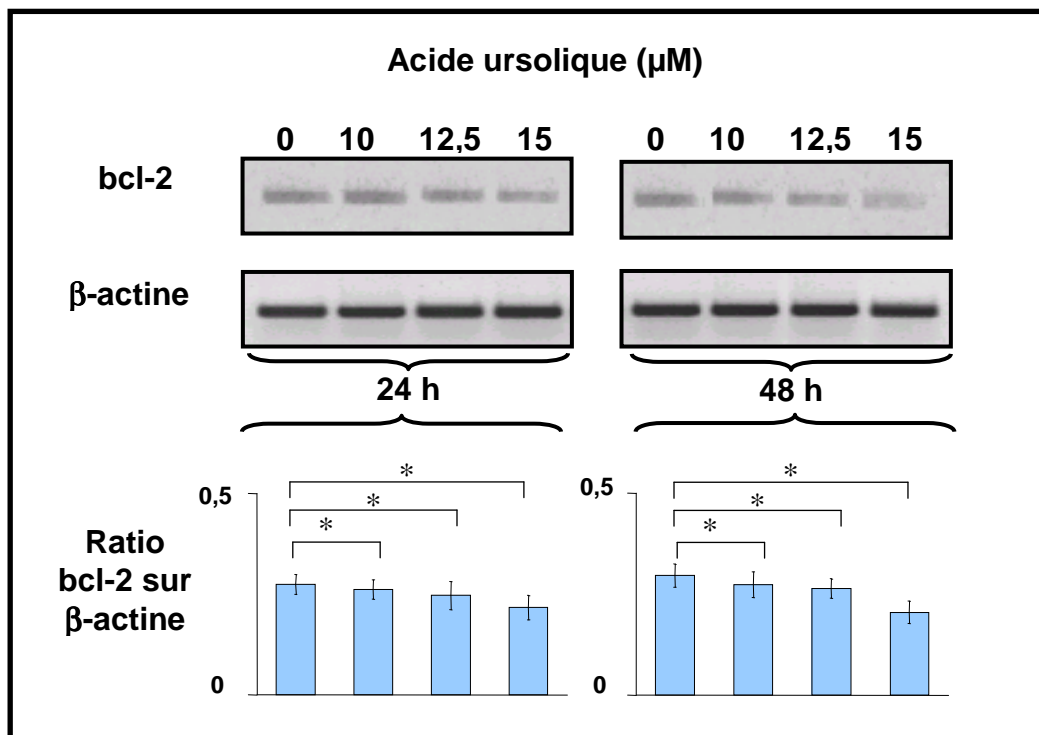 Acide ursolique (µM)
0 10 12,5 15 0 10 12,5 15
bcl-2
β-actine
24 h 48 h
* *
* *
0,5 0,5
* *
Ratio
bcl-2 sur
β-actine
0 0